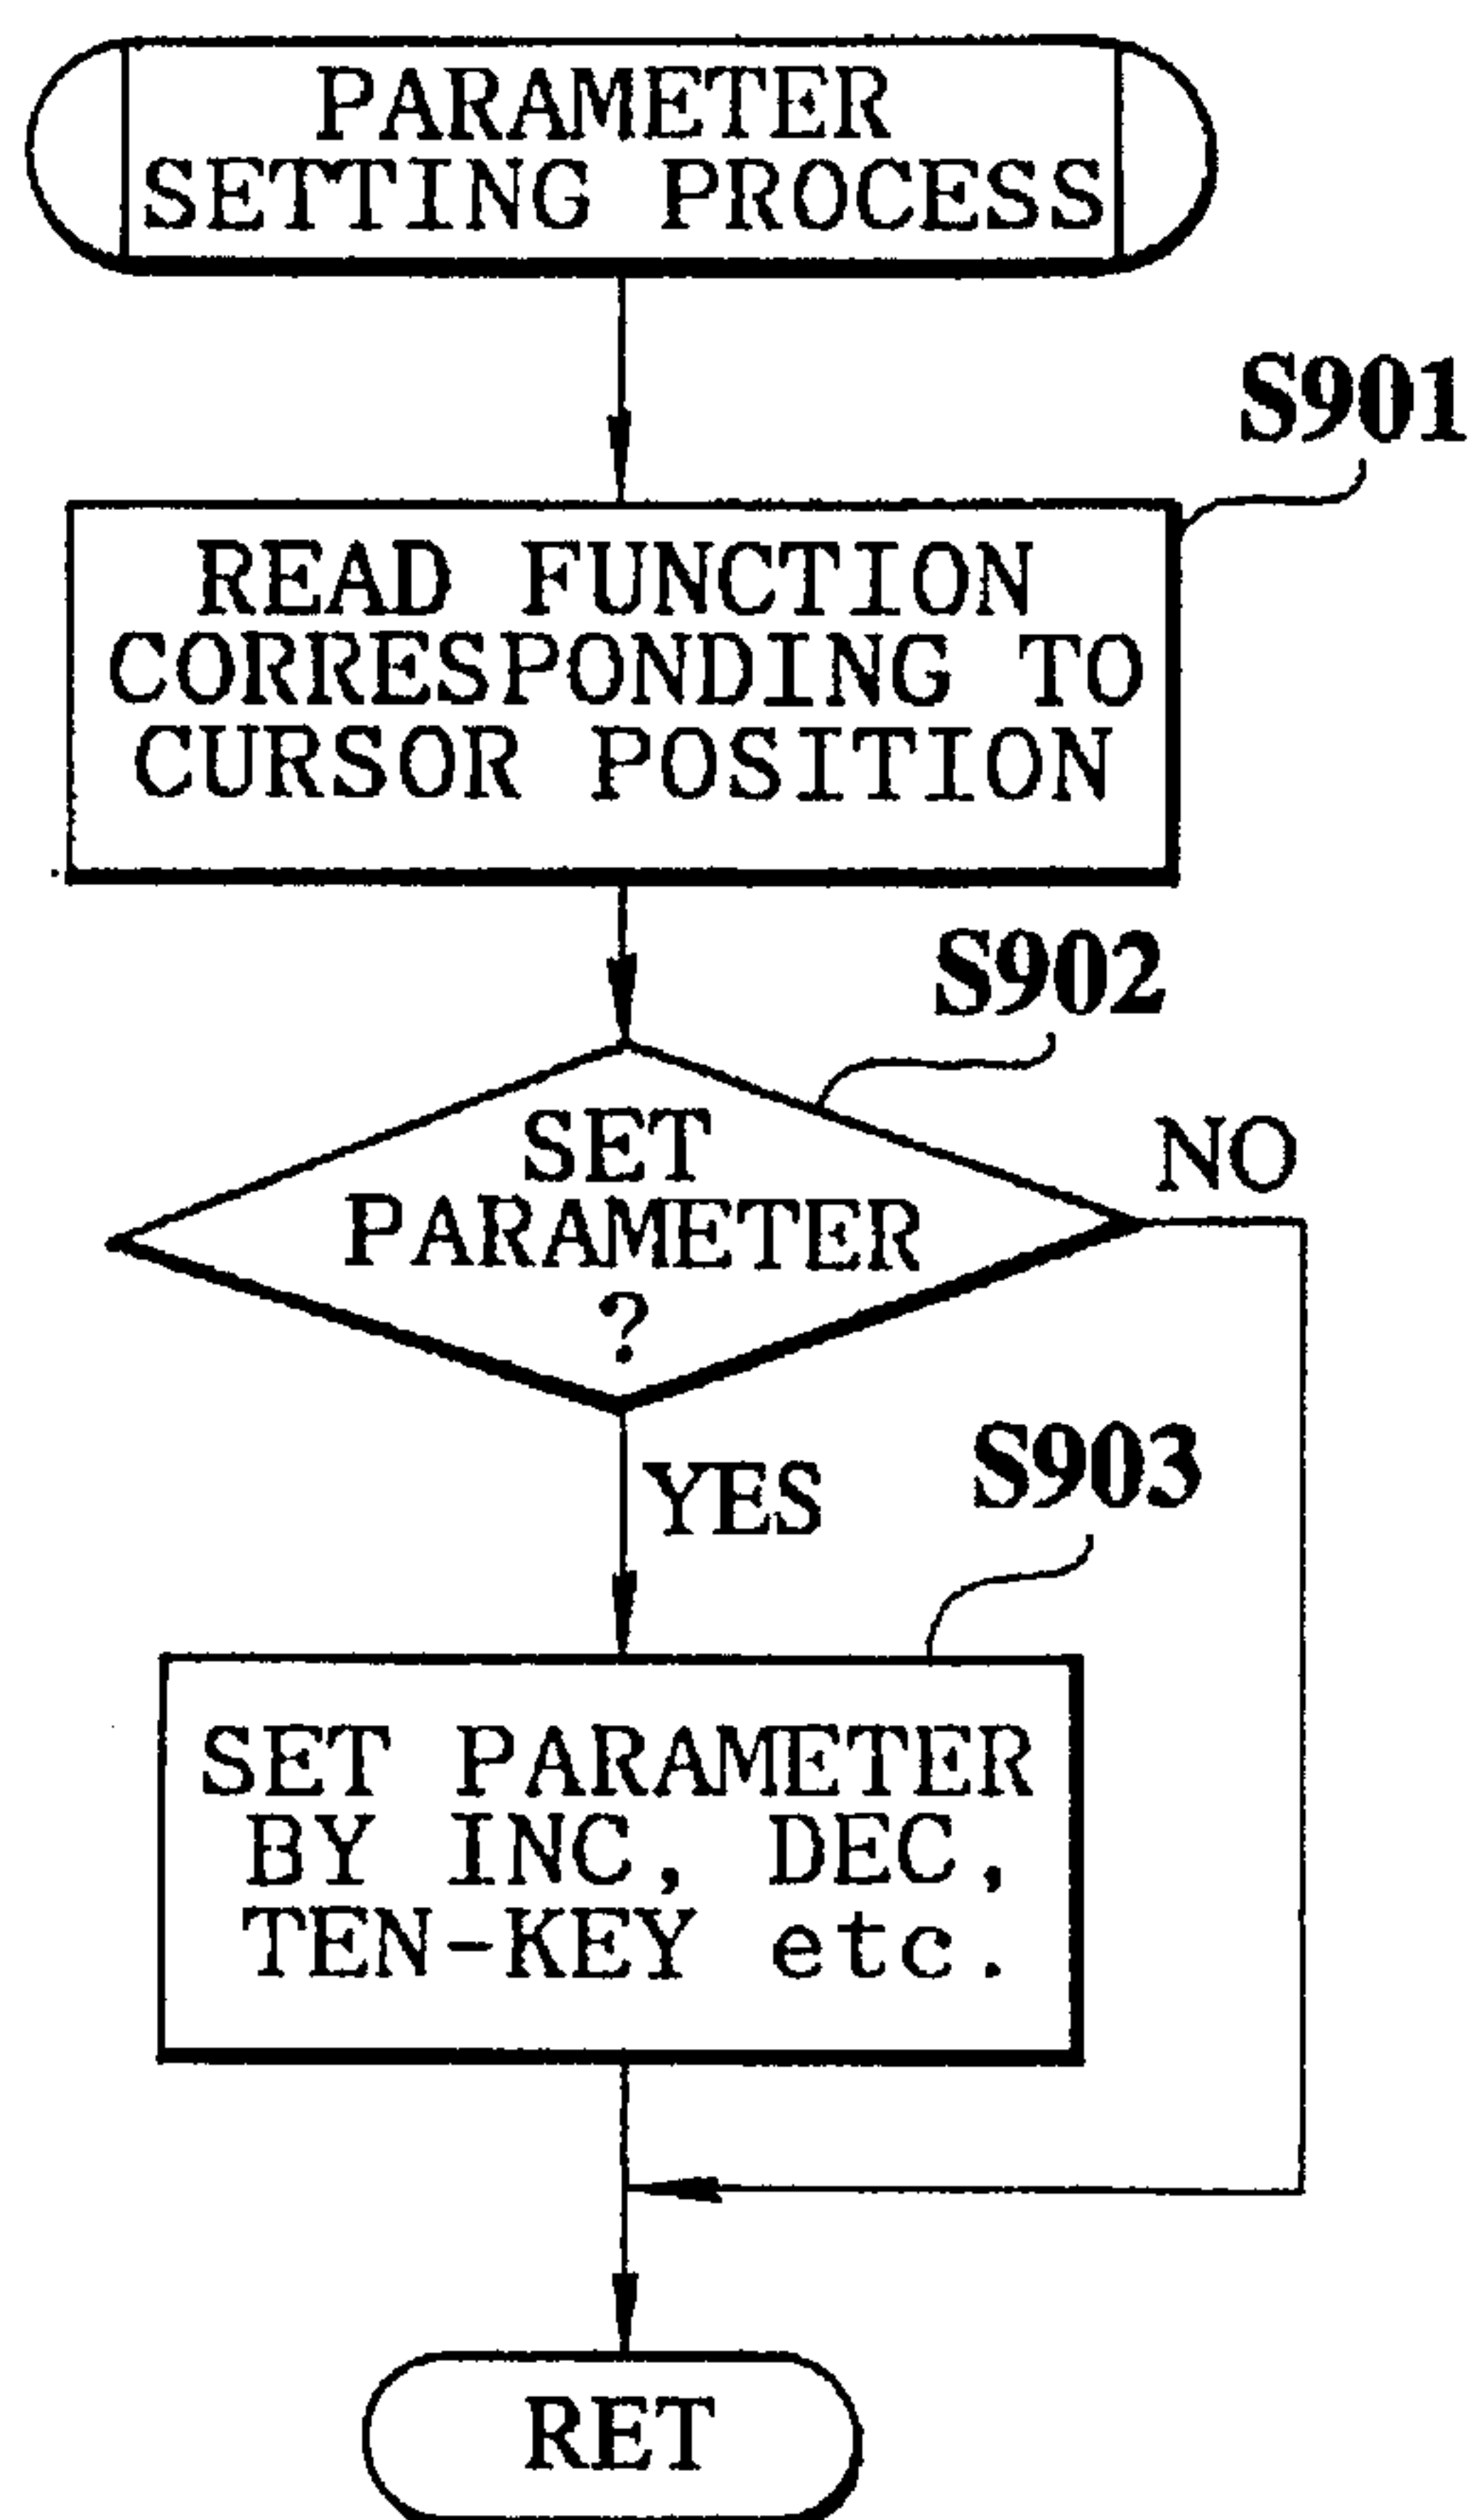 PARAMETER
SETTING PROCESS
S901
READ FUNCTION
CORRESPONDING TO
CURSOR POSITION
S902
SET
PARAMETER
?
NO
YES
S903
SET PARAMETER
BY INC, DEC,
TEN-KEY etc.
RET